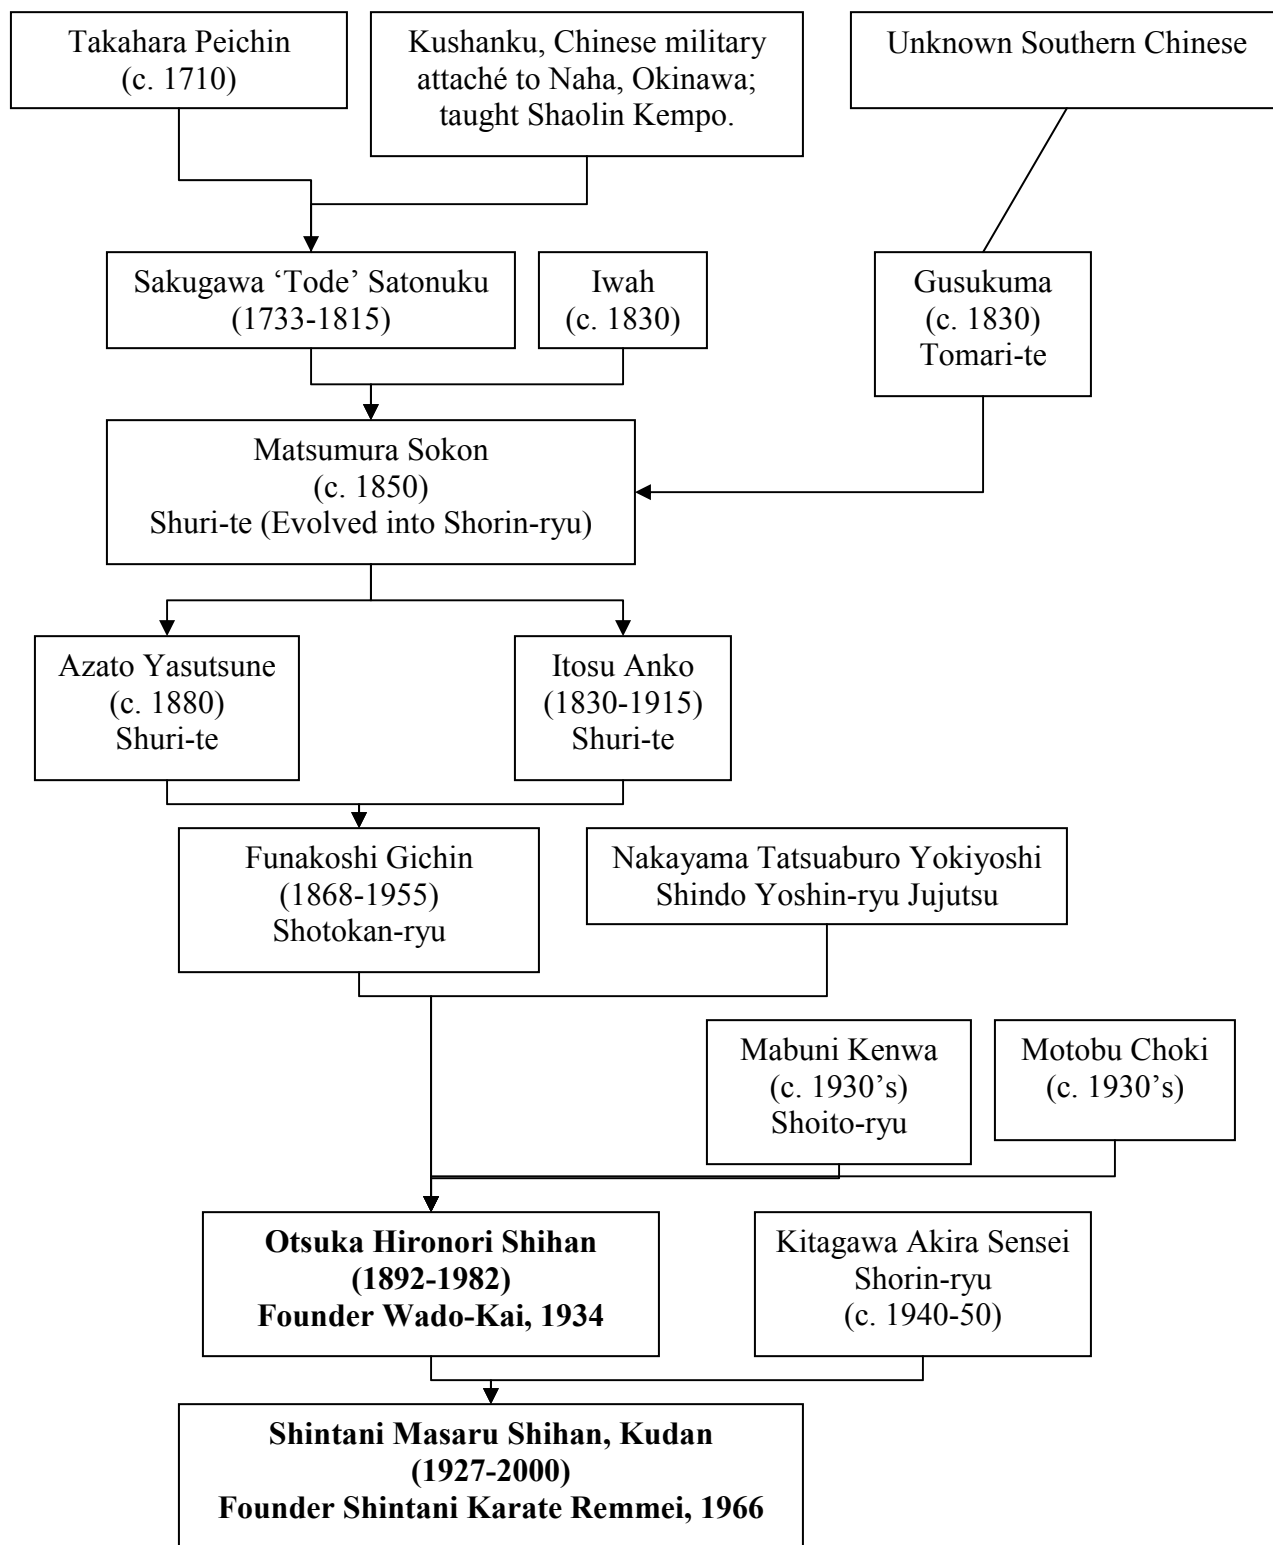 Takahara Peichin
(c. 1710)
Kushanku, Chinese military
attaché to Naha, Okinawa;
taught Shaolin Kempo.
Unknown Southern Chinese
Sakugawa ‘Tode’ Satonuku
(1733-1815)
Iwah
(c. 1830)
Gusukuma
(c. 1830)
Tomari-te
Matsumura Sokon
(c. 1850)
Shuri-te (Evolved into Shorin-ryu)
Azato Yasutsune
(c. 1880)
Shuri-te
Itosu Anko
(1830-1915)
Shuri-te
Funakoshi Gichin
(1868-1955)
Shotokan-ryu
Nakayama Tatsuaburo Yokiyoshi
Shindo Yoshin-ryu Jujutsu
Mabuni Kenwa
(c. 1930’s)
Shoito-ryu
Motobu Choki
(c. 1930’s)
Otsuka Hironori Shihan
(1892-1982)
Founder Wado-Kai, 1934
Kitagawa Akira Sensei
Shorin-ryu
(c. 1940-50)
Shintani Masaru Shihan, Kudan
(1927-2000)
Founder Shintani Karate Remmei, 1966